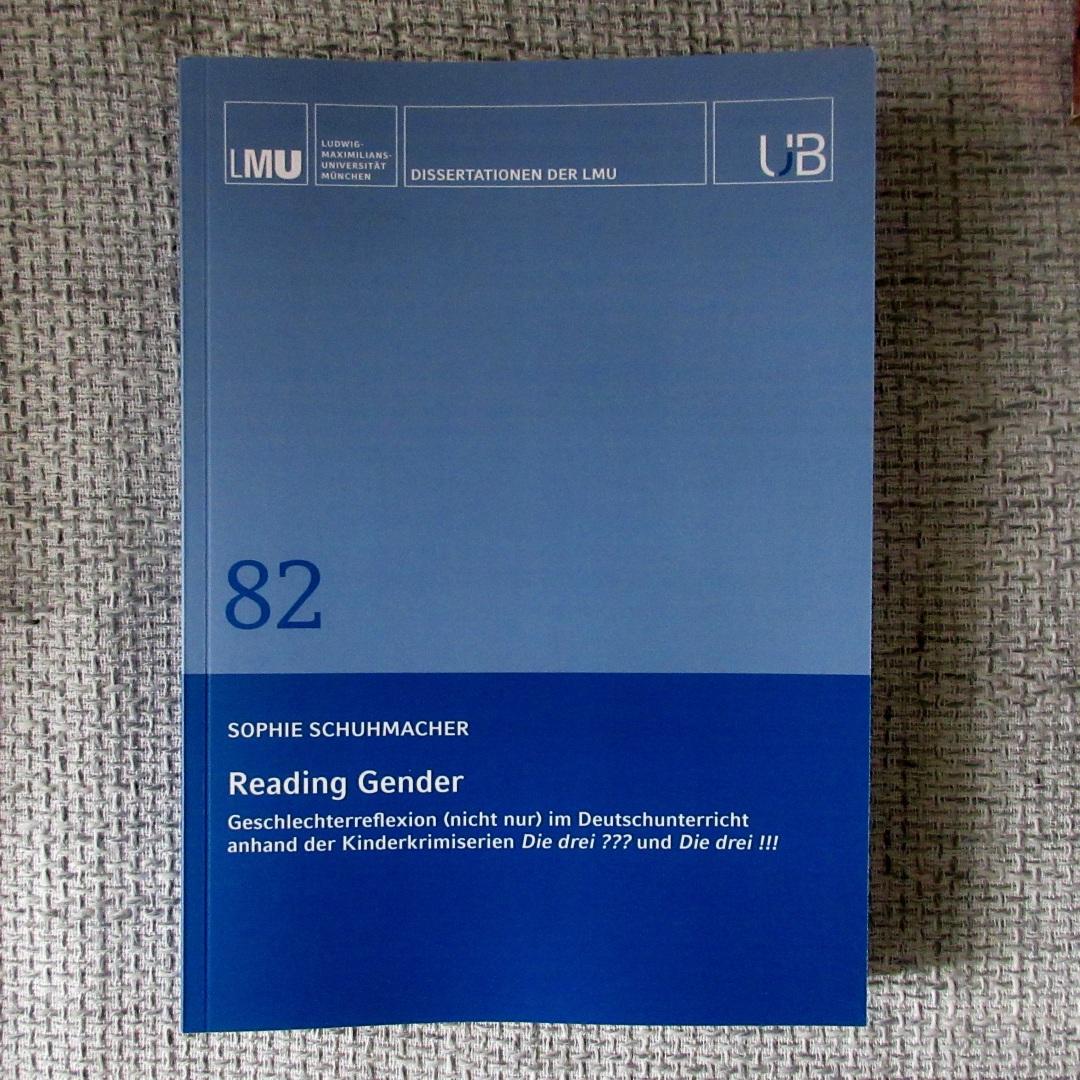 LMU
LUDWIG-
MAXIMILIANS-
UNIVERSITÄT
MÜNCHEN
DISSERTATIONEN DER LMU
UB
82
SOPHIE SCHUHMACHER
Reading Gender
Geschlechterreflexion (nicht nur) im Deutschunterricht
anhand der Kinderkrimiserien Die drei ??? und Die drei !!!